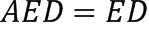 AED = ED